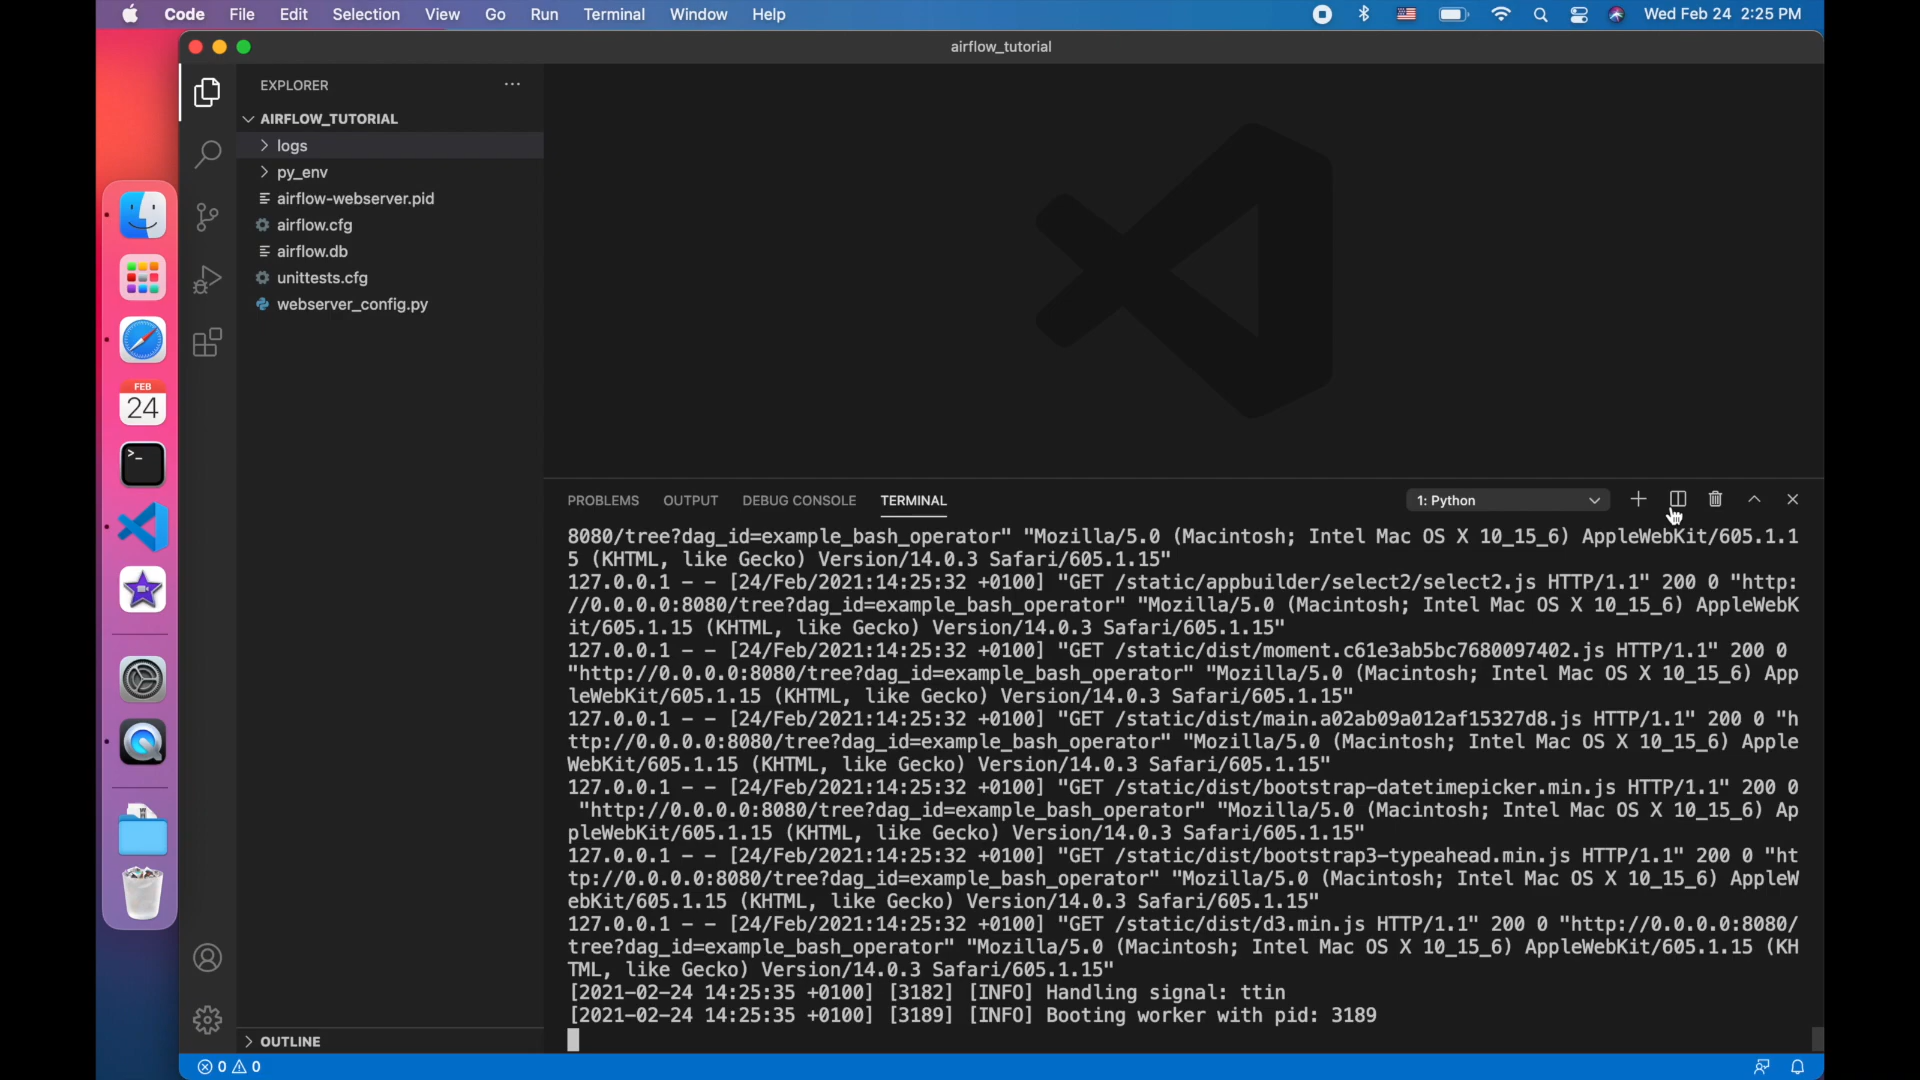 Code File Edit Selection View Go Run Terminal Window Help Wed Feb 24 2:25 PM
airflow_tutorial
EXPLORER ...
AIRFLOW_TUTORIAL
logs
py_env
airflow-webserver.pid
airflow.cfg
airflow.db
unittests.cfg
webserver_config.py
FEB
24
PROBLEMS OUTPUT DEBUG CONSOLE TERMINAL 1: Python
8080/tree?dag_id=example_bash_operator" "Mozilla/5.0 (Macintosh; Intel Mac OS X 10_15_6) AppleWebKit/605.1.1
5 (KHTML, like Gecko) Version/14.0.3 Safari/605.1.15"
127.0.0.1 - - [24/Feb/2021:14:25:32 +0100] "GET /static/appbuilder/select2/select2.js HTTP/1.1" 200 0 "http:
//0.0.0.0:8080/tree?dag_id=example_bash_operator" "Mozilla/5.0 (Macintosh; Intel Mac OS X 10_15_6) AppleWebK
it/605.1.15 (KHTML, like Gecko) Version/14.0.3 Safari/605.1.15"
127.0.0.1 - - [24/Feb/2021:14:25:32 +0100] "GET /static/dist/moment.c61e3ab5bc7680097402.js HTTP/1.1" 200 0
"http://0.0.0.0:8080/tree?dag_id=example_bash_operator" "Mozilla/5.0 (Macintosh; Intel Mac OS X 10_15_6) App
leWebKit/605.1.15 (KHTML, like Gecko) Version/14.0.3 Safari/605.1.15"
127.0.0.1 - - [24/Feb/2021:14:25:32 +0100] "GET /static/dist/main.a02ab09a012af15327d8.js HTTP/1.1" 200 0 "h
ttp://0.0.0.0:8080/tree?dag_id=example_bash_operator" "Mozilla/5.0 (Macintosh; Intel Mac OS X 10_15_6) Apple
WebKit/605.1.15 (KHTML, like Gecko) Version/14.0.3 Safari/605.1.15"
127.0.0.1 - - [24/Feb/2021:14:25:32 +0100] "GET /static/dist/bootstrap-datetimepicker.min.js HTTP/1.1" 200 0
"http://0.0.0.0:8080/tree?dag_id=example_bash_operator" "Mozilla/5.0 (Macintosh; Intel Mac OS X 10_15_6) Ap
pleWebKit/605.1.15 (KHTML, like Gecko) Version/14.0.3 Safari/605.1.15"
127.0.0.1 - - [24/Feb/2021:14:25:32 +0100] "GET /static/dist/bootstrap3-typeahead.min.js HTTP/1.1" 200 0 "ht
tp://0.0.0.0:8080/tree?dag_id=example_bash_operator" "Mozilla/5.0 (Macintosh; Intel Mac OS X 10_15_6) AppleW
ebKit/605.1.15 (KHTML, like Gecko) Version/14.0.3 Safari/605.1.15"
127.0.0.1 - - [24/Feb/2021:14:25:32 +0100] "GET /static/dist/d3.min.js HTTP/1.1" 200 0 "http://0.0.0.0:8080/
tree?dag_id=example_bash_operator" "Mozilla/5.0 (Macintosh; Intel Mac OS X 10_15_6) AppleWebKit/605.1.15 (KH
TML, like Gecko) Version/14.0.3 Safari/605.1.15"
[2021-02-24 14:25:35 +0100] [3182] [INFO] Handling signal: ttin
[2021-02-24 14:25:35 +0100] [3189] [INFO] Booting worker with pid: 3189
OUTLINE
0 0